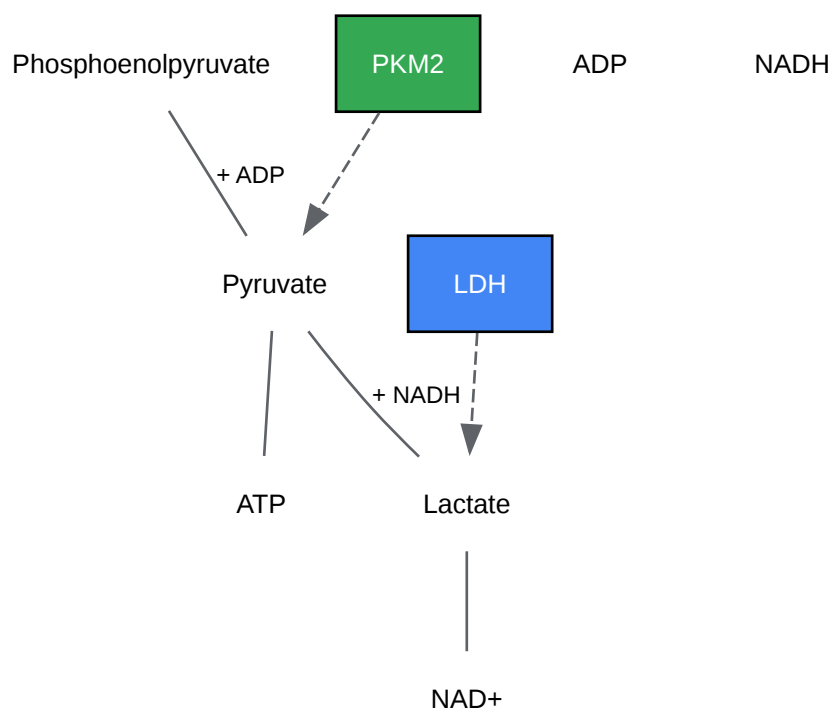 Phosphoenolpyruvate
PKM2
ADP
NADH
+ ADP
Pyruvate
LDH
+ NADH
ATP
Lactate
NAD+